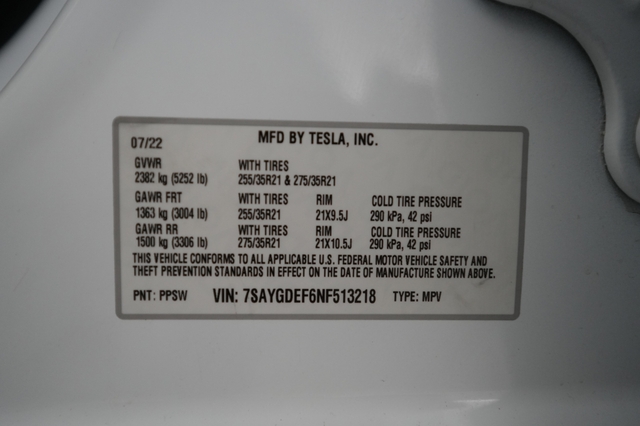 07/22 MFD BY TESLA, INC.
GVWR WITH TIRES
2382 kg (5252 lb) 255/35R21 & 275/35R21
GAWR FRT WITH TIRES RIM COLD TIRE PRESSURE
1363 kg (3004 lb) 255/35R21 21X9.5J 290 kPa, 42 psi
GAWR RR WITH TIRES RIM COLD TIRE PRESSURE
1500 kg (3306 lb) 275/35R21 21X10.5J 290 kPa, 42 psi
THIS VEHICLE CONFORMS TO ALL APPLICABLE U.S. FEDERAL MOTOR VEHICLE SAFETY AND
THEFT PREVENTION STANDARDS IN EFFECT ON THE DATE OF MANUFACTURE SHOWN ABOVE.
PNT: PPSW VIN: 7SAYGDEF6NF513218 TYPE: MPV